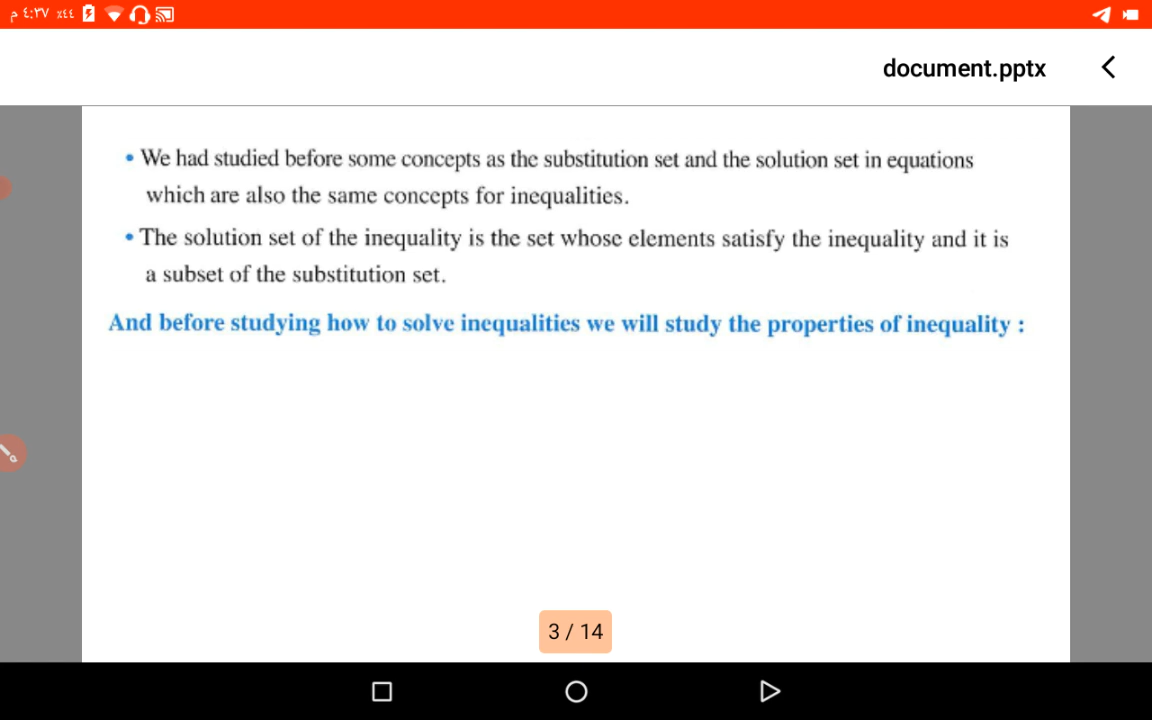 م ٤:٣٧ ٪٤٤
document.pptx
• We had studied before some concepts as the substitution set and the solution set in equations
which are also the same concepts for inequalities.
• The solution set of the inequality is the set whose elements satisfy the inequality and it is
a subset of the substitution set.
And before studying how to solve inequalities we will study the properties of inequality :
3 / 14